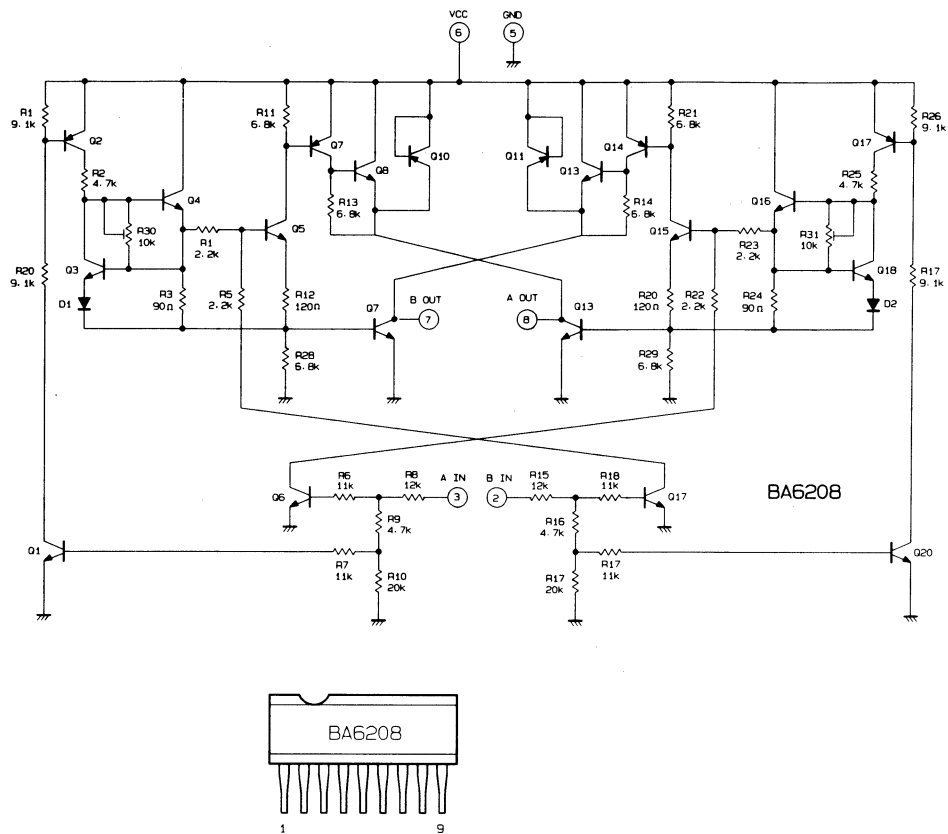 VCC
6
GND
5
R1
9.1k
Q2
R2
4.7k
Q4
R30
10k
Q3
D1
R20
9.1k
R3
90Ω
R1
2.2k
R5
2.2k
R11
6.8k
Q5
R12
120Ω
R28
6.8k
Q7
Q8
R13
6.8k
Q10
Q7
B OUT
7
A OUT
8
Q11
Q13
Q14
R14
6.8k
R21
6.8k
Q15
R20
120Ω
R22
2.2k
R29
6.8k
Q13
R23
2.2k
Q16
R24
90Ω
R31
10k
Q17
R25
4.7k
Q18
D2
R26
9.1k
R17
9.1k
Q6
R6
11k
R8
12k
A IN
3
B IN
2
R15
12k
R18
11k
Q17
BA6208
R9
4.7k
R16
4.7k
Q1
R7
11k
R10
20k
R17
20k
R17
11k
Q20
BA6208
1
9